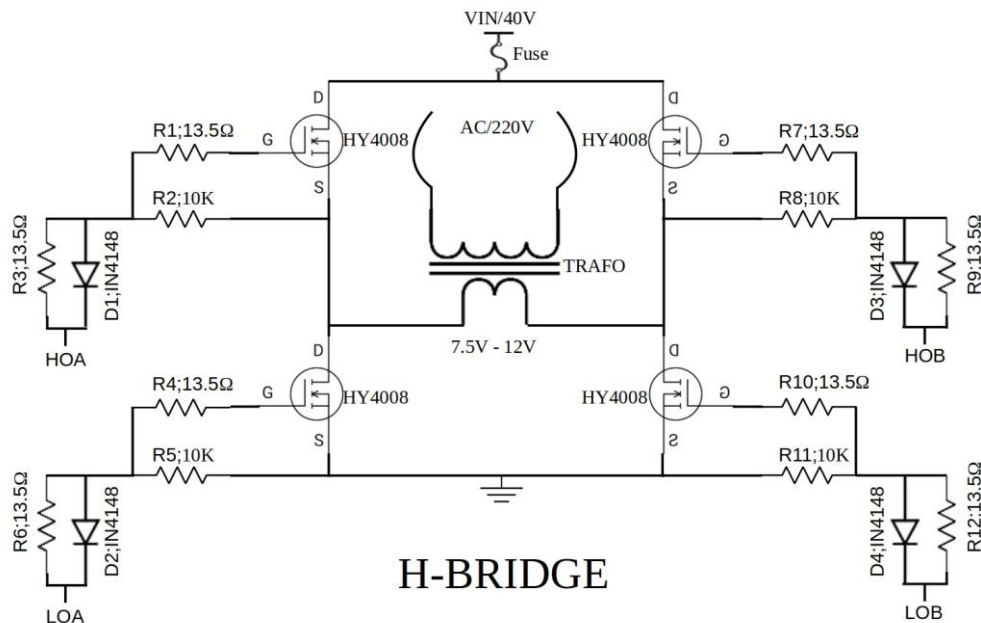 VIN/40V
Fuse
D
D
R1;13.5Ω
G
HY4008
AC/220V
HY4008
G
R7;13.5Ω
S
S
R2;10K
R8;10K
R3;13.5Ω
D1;IN4148
TRAFO
D3;IN4148
R9;13.5Ω
HOA
7.5V - 12V
HOB
D
D
R4;13.5Ω
G
HY4008
HY4008
G
R10;13.5Ω
S
S
R5;10K
R11;10K
R6;13.5Ω
D2;IN4148
D4;IN4148
R12;13.5Ω
H-BRIDGE
LOA
LOB